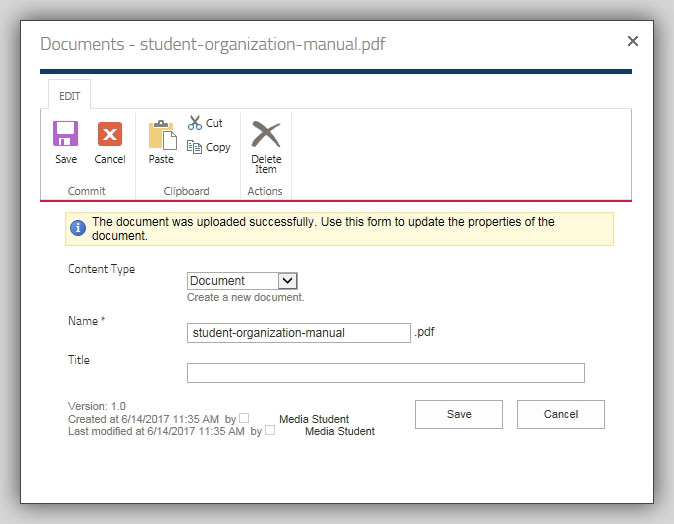 Documents - student-organization-manual.pdf
EDIT
Save
Cancel
Paste
Cut
Copy
Delete
Item
Commit
Clipboard
Actions
The document was uploaded successfully. Use this form to update the properties of the
document.
Content Type
Document
Create a new document.
Name *
student-organization-manual .pdf
Title
Version: 1.0
Created at 6/14/2017 11:35 AM by Media Student
Last modified at 6/14/2017 11:35 AM by Media Student
Save
Cancel